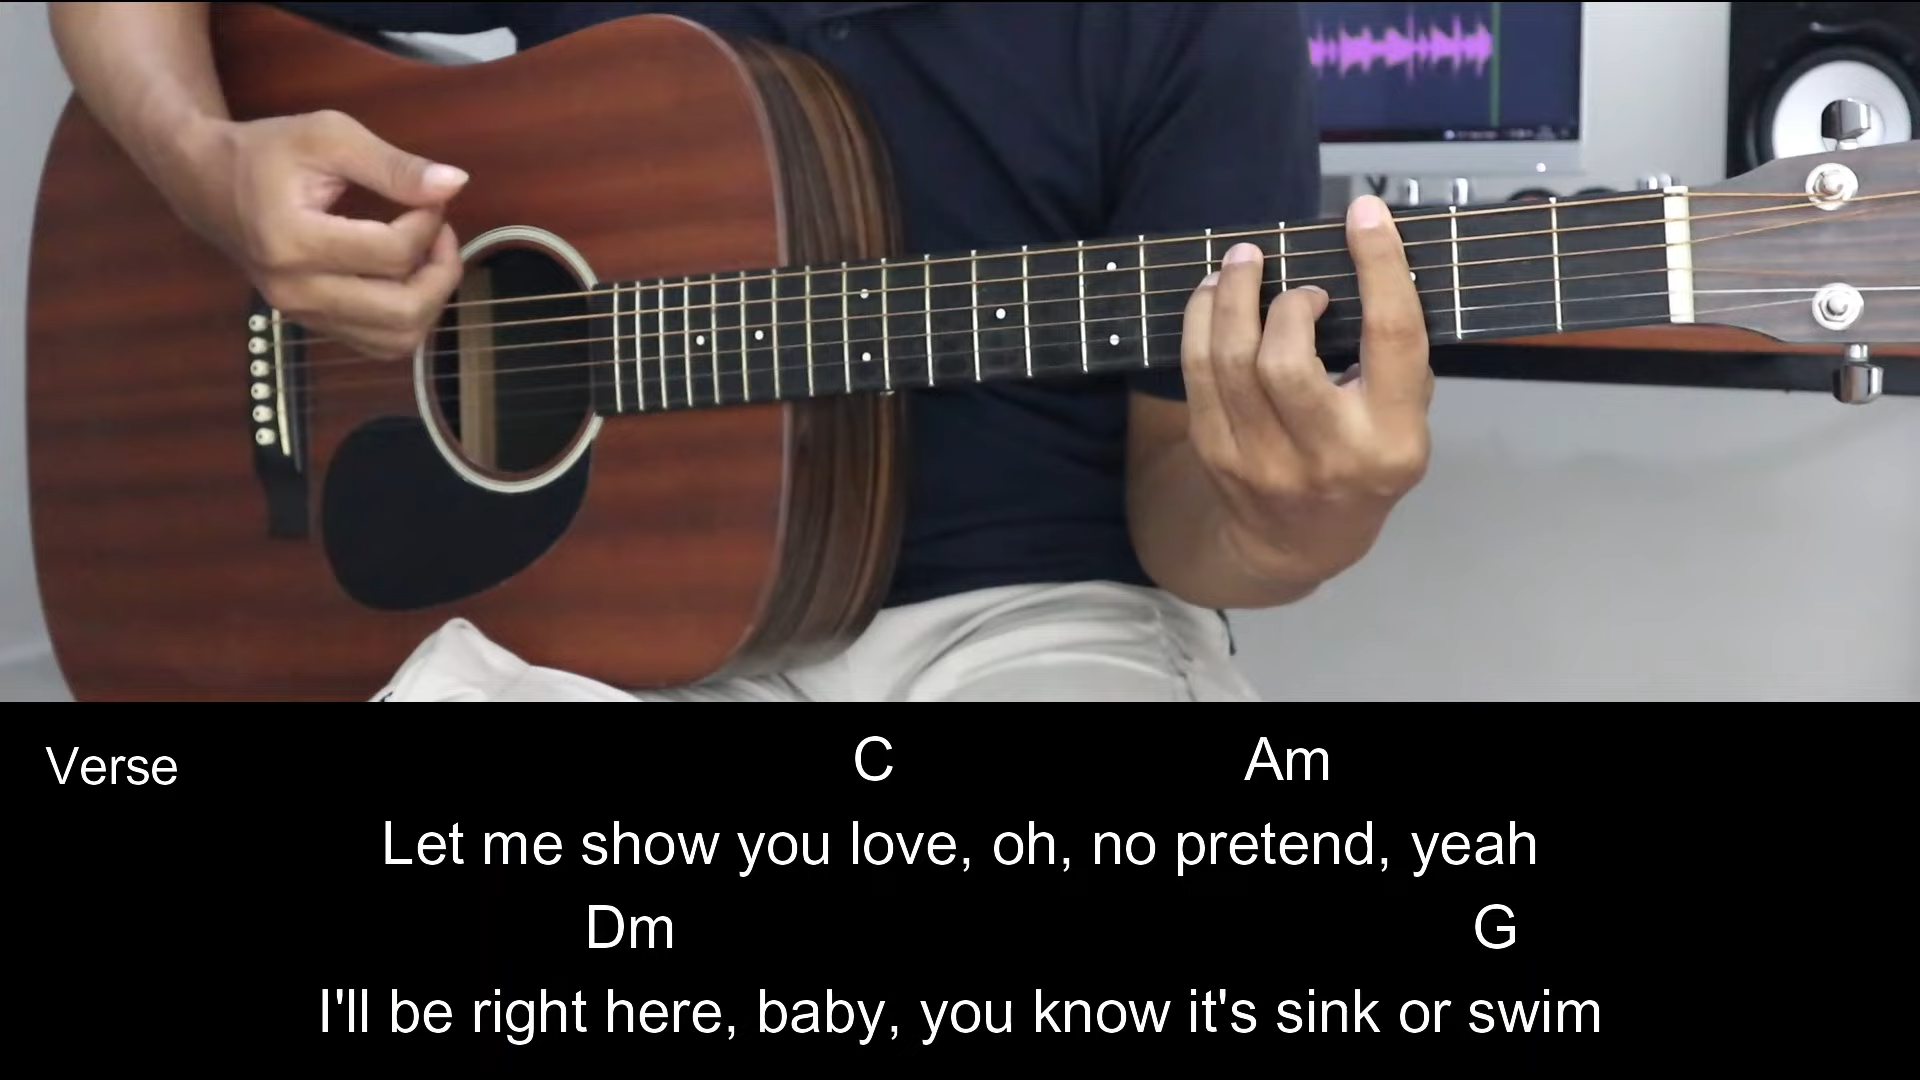 Verse
C Am
Let me show you love, oh, no pretend, yeah
Dm G
I'll be right here, baby, you know it's sink or swim